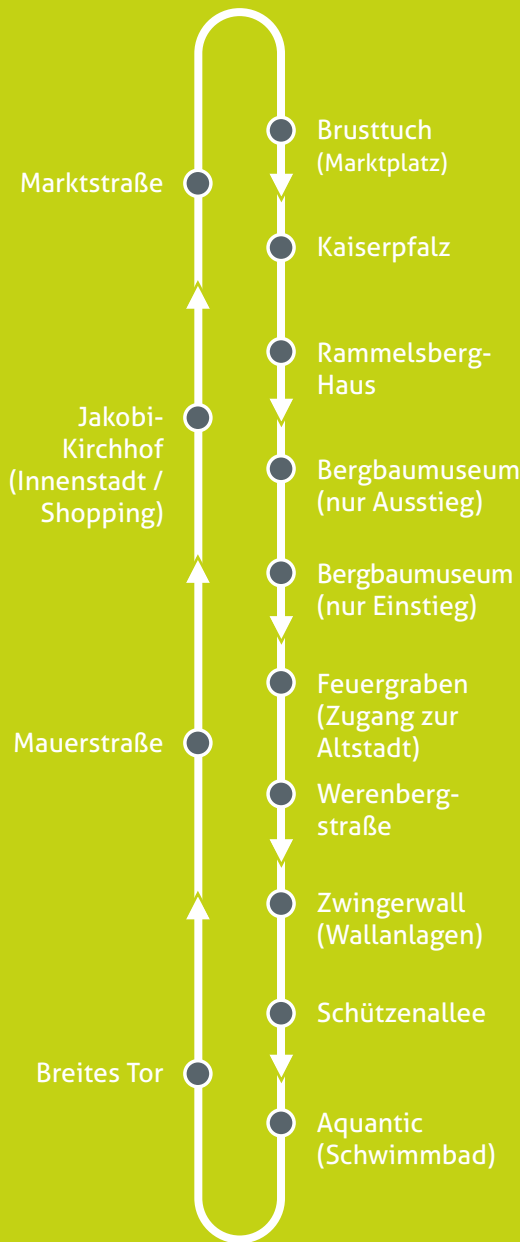 Marktstraße
Jakobi-
Kirchhof
(Innenstadt /
Shopping)
Mauerstraße
Breites Tor
Brusttuch
(Marktplatz)
Kaiserpfalz
Rammelsberg-
Haus
Bergbaumuseum
(nur Ausstieg)
Bergbaumuseum
(nur Einstieg)
Feuergraben
(Zugang zur
Altstadt)
Werenberg-
straße
Zwingerwall
(Wallanlagen)
Schützenallee
Aquantic
(Schwimmbad)